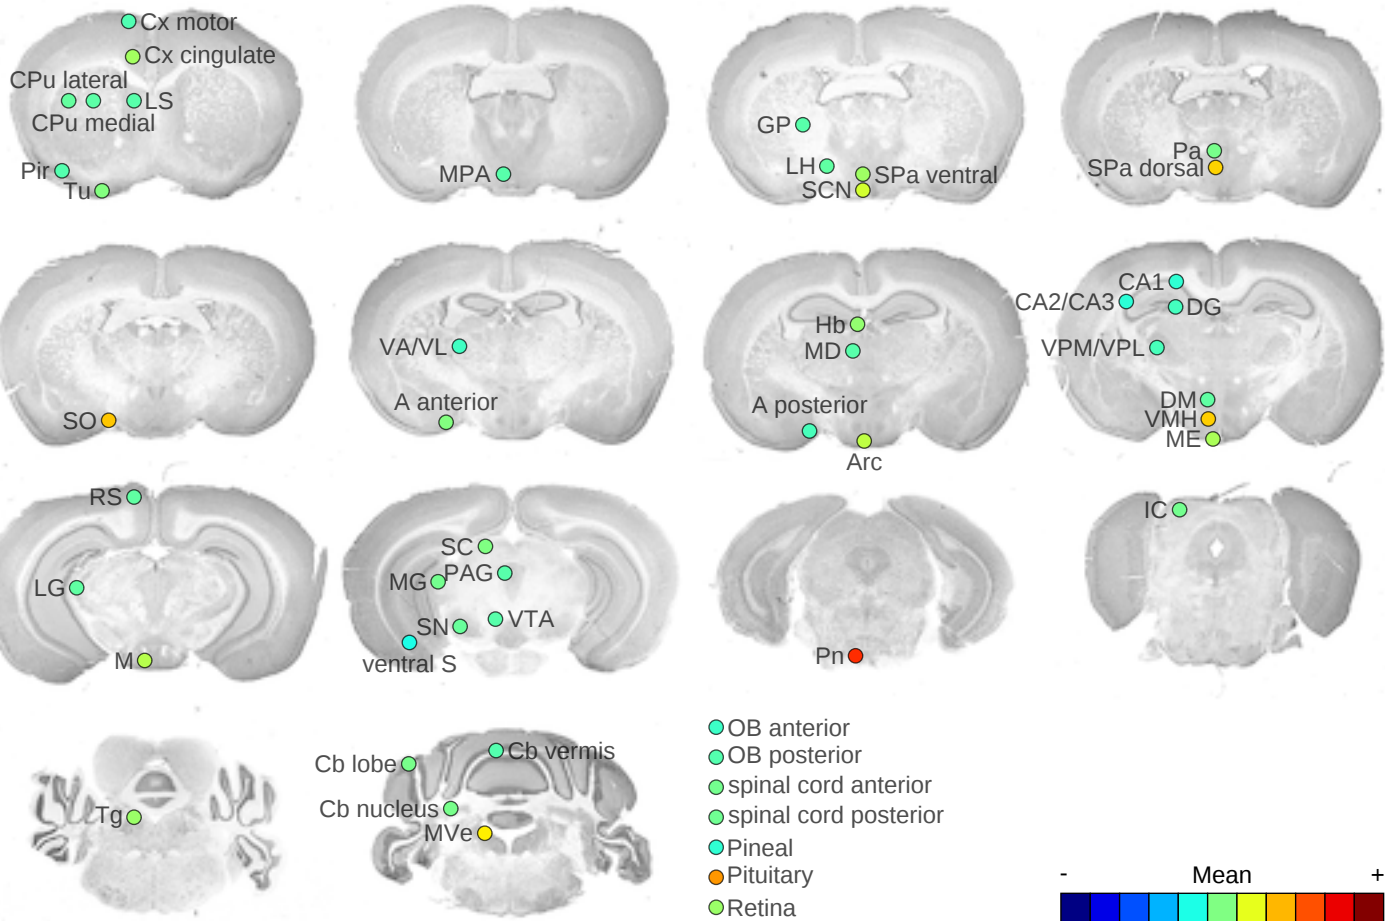 Cx motor
Cx cingulate
CPu lateral
LS
CPu medial
Pir
Tu
MPA
GP
LH
SPa ventral
SCN
Pa
SPa dorsal
SO
VA/VL
A anterior
Hb
MD
A posterior
Arc
CA1
CA2/CA3
DG
VPM/VPL
DM
VMH
ME
RS
LG
M
SC
MG
PAG
SN
VTA
ventral S
Pn
IC
Tg
Cb lobe
Cb vermis
Cb nucleus
MVe
OB anterior
OB posterior
spinal cord anterior
spinal cord posterior
Pineal
Pituitary
Retina
- Mean +